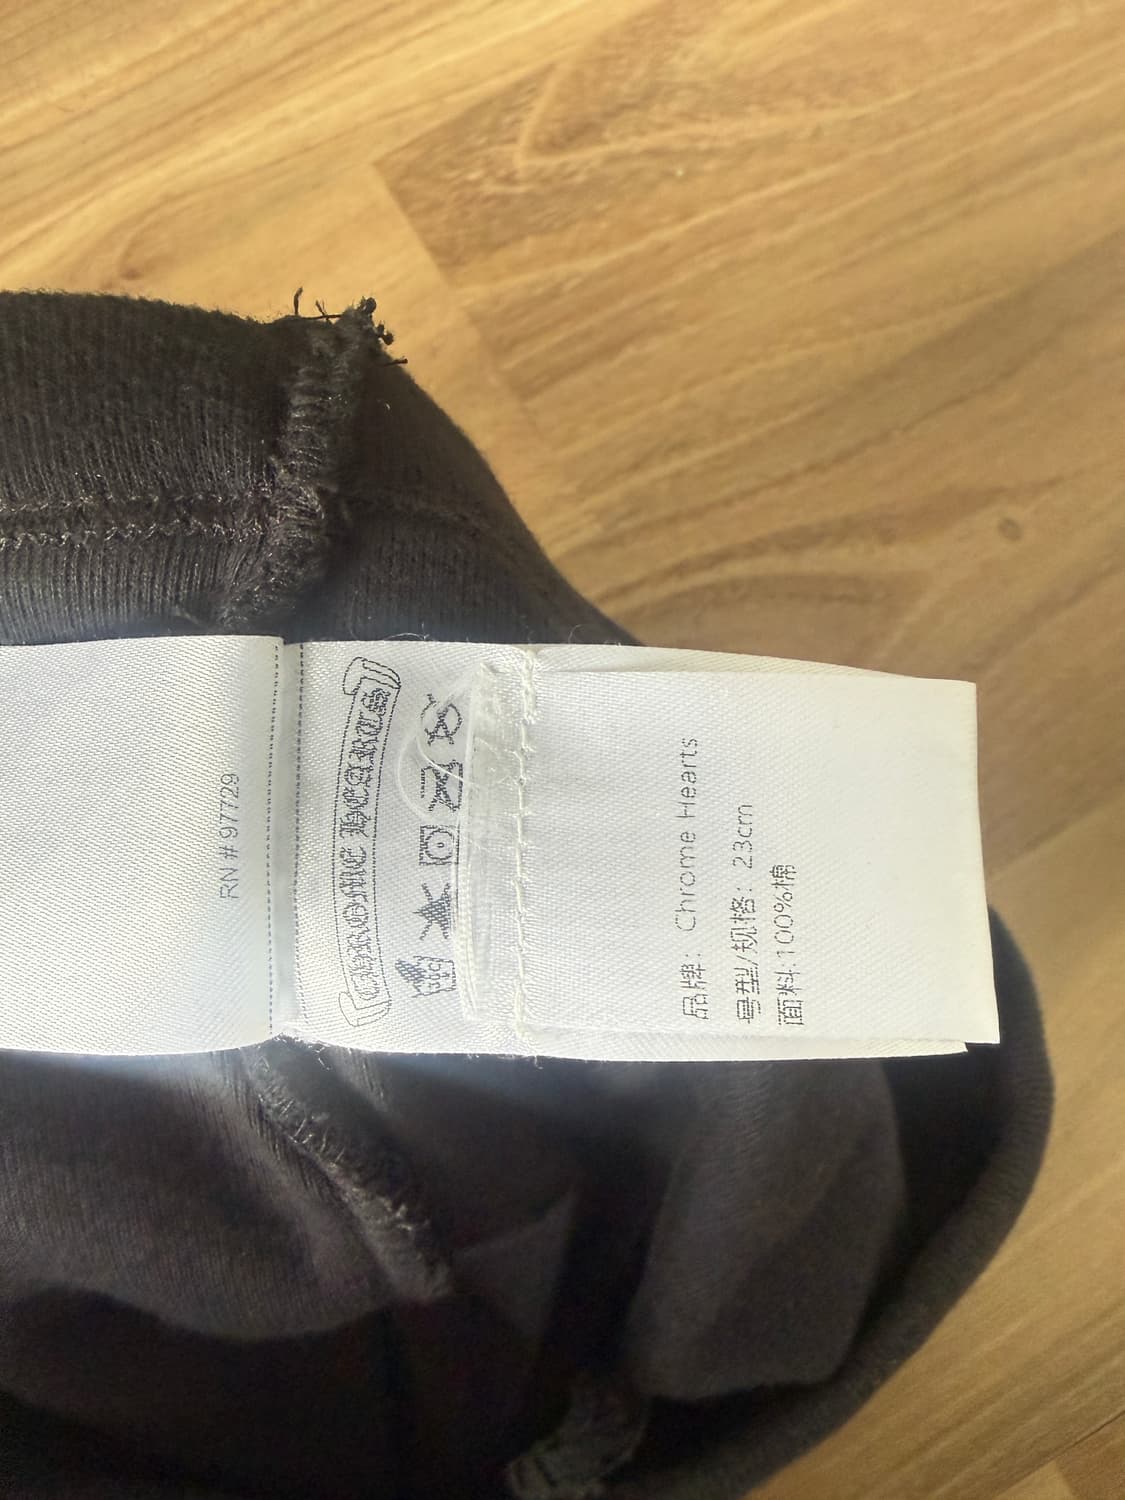 RN # 97729
CHROME HEARTS
品牌: Chrome Hearts
号型/规格: 23cm
面料:100%棉